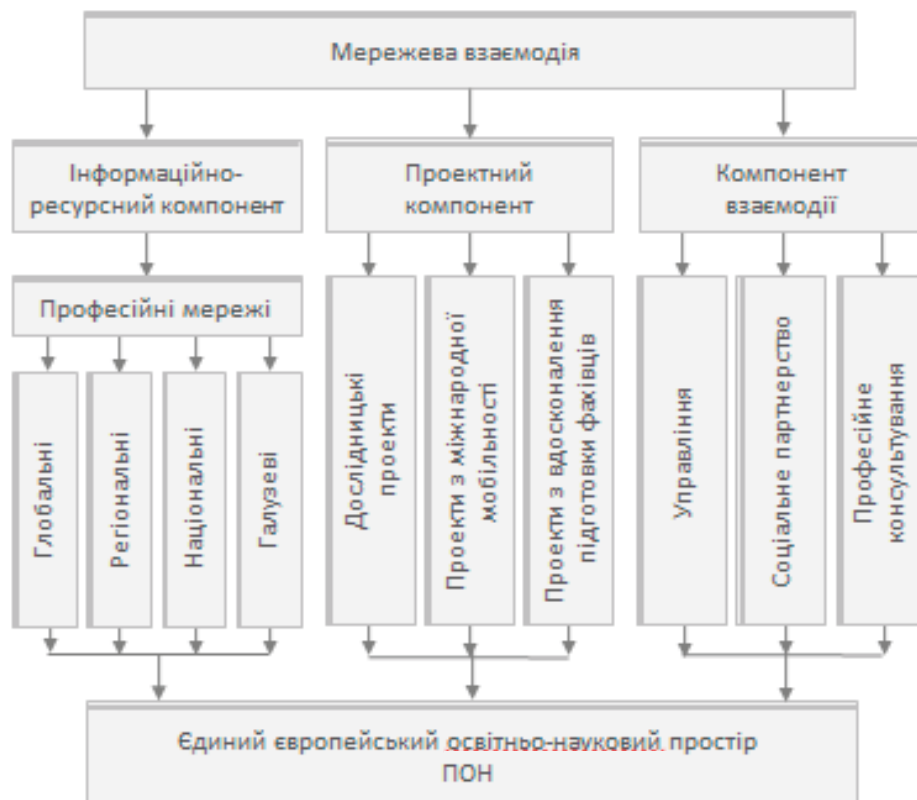 Мережева взаємодія
Інформаційно-
ресурсний компонент
Проектний
компонент
Компонент
взаємодії
Професійні мережі
Глобальні
Регіональні
Національні
Галузеві
Дослідницькі
проекти
Проекти з міжнародної
мобільності
Проекти з вдосконалення
підготовки фахівців
Управління
Соціальне партнерство
Професійне
консультування
Єдиний європейський освітньо-науковий простір
ПОН